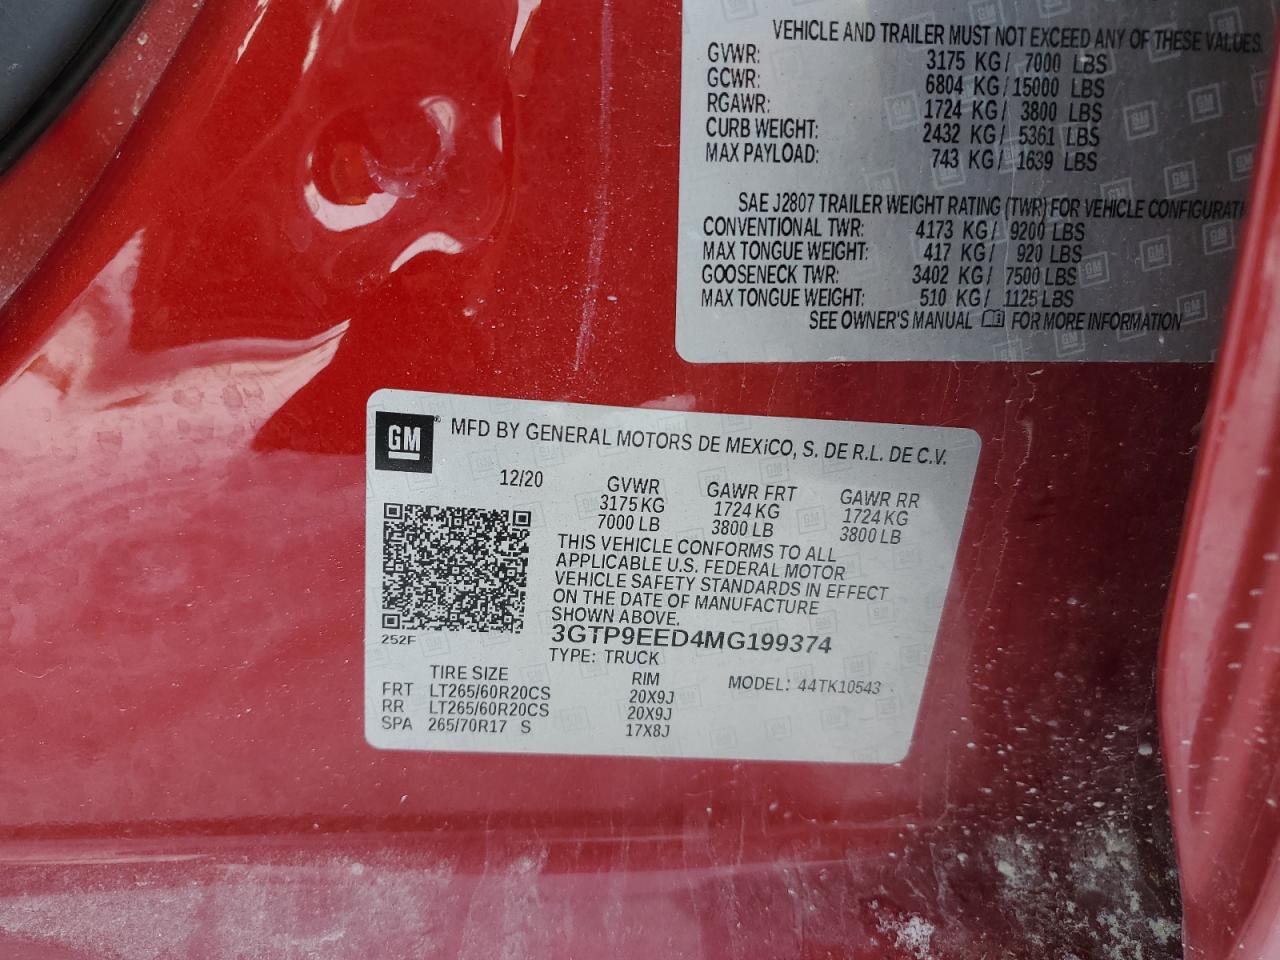 VEHICLE AND TRAILER MUST NOT EXCEED ANY OF THESE VALUES.
GVWR: 3175 KG/ 7000 LBS
GCWR: 6804 KG/15000 LBS
RGAWR: 1724 KG/ 3800 LBS
CURB WEIGHT: 2432 KG/ 5361 LBS
MAX PAYLOAD: 743 KG/ 1639 LBS
SAE J2807 TRAILER WEIGHT RATING (TWR) FOR VEHICLE CONFIGURATI
CONVENTIONAL TWR: 4173 KG/ 9200 LBS
MAX TONGUE WEIGHT: 417 KG/ 920 LBS
GOOSENECK TWR: 3402 KG/ 7500 LBS
MAX TONGUE WEIGHT: 510 KG/ 1125 LBS
SEE OWNER'S MANUAL FOR MORE INFORMATION
GM® MFD BY GENERAL MOTORS DE MEXiCO, S. DE R.L. DE C.V.
12/20 GVWR GAWR FRT GAWR RR
3175 KG 1724 KG 1724 KG
7000 LB 3800 LB 3800 LB
THIS VEHICLE CONFORMS TO ALL
APPLICABLE U.S. FEDERAL MOTOR
VEHICLE SAFETY STANDARDS IN EFFECT
ON THE DATE OF MANUFACTURE
SHOWN ABOVE.
252F
3GTP9EED4MG199374
TYPE: TRUCK
TIRE SIZE RIM MODEL: 44TK10543
FRT LT265/60R20CS 20X9J
RR LT265/60R20CS 20X9J
SPA 265/70R17 S 17X8J